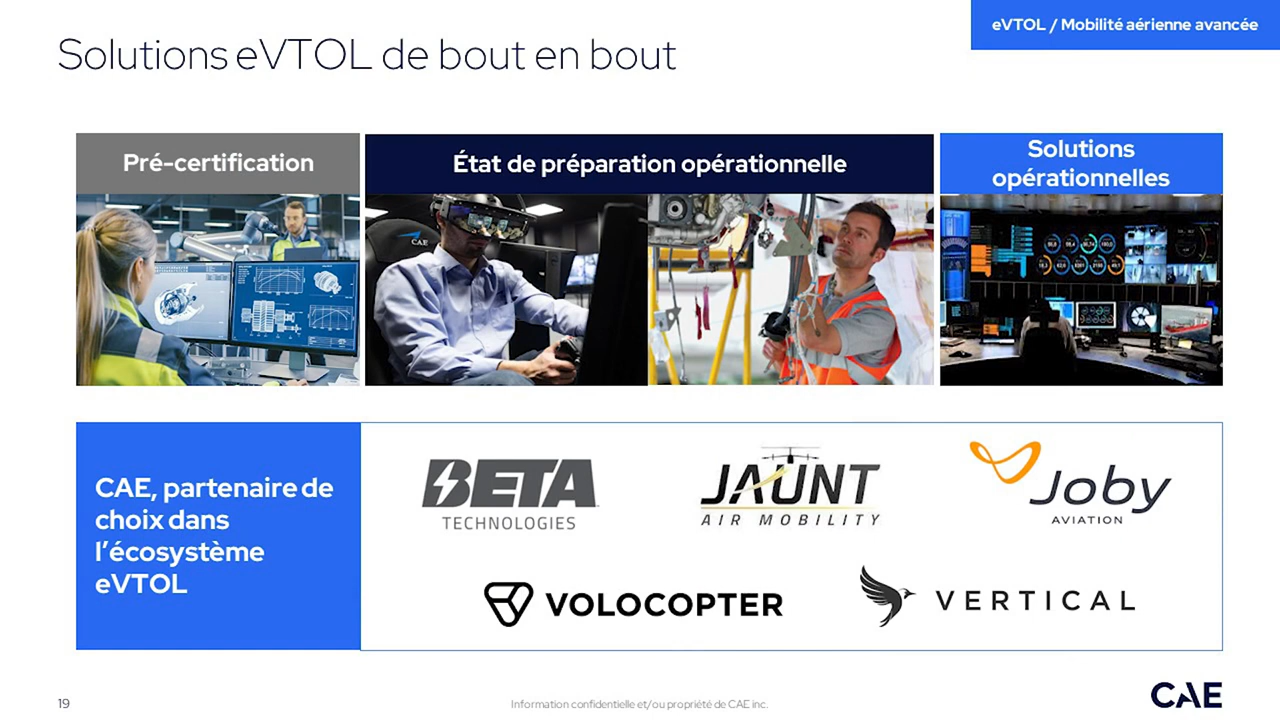 eVTOL / Mobilité aérienne avancée
Solutions eVTOL de bout en bout
Pré-certification
État de préparation opérationnelle
Solutions
opérationnelles
CAE
CAE, partenaire de
choix dans
l'écosystème
eVTOL
BETA
TECHNOLOGIES
JAUNT
AIR MOBILITY
Joby
AVIATION
VOLOCOPTER
VERTICAL
19
Information confidentielle et/ou propriété de CAE inc.
CAE